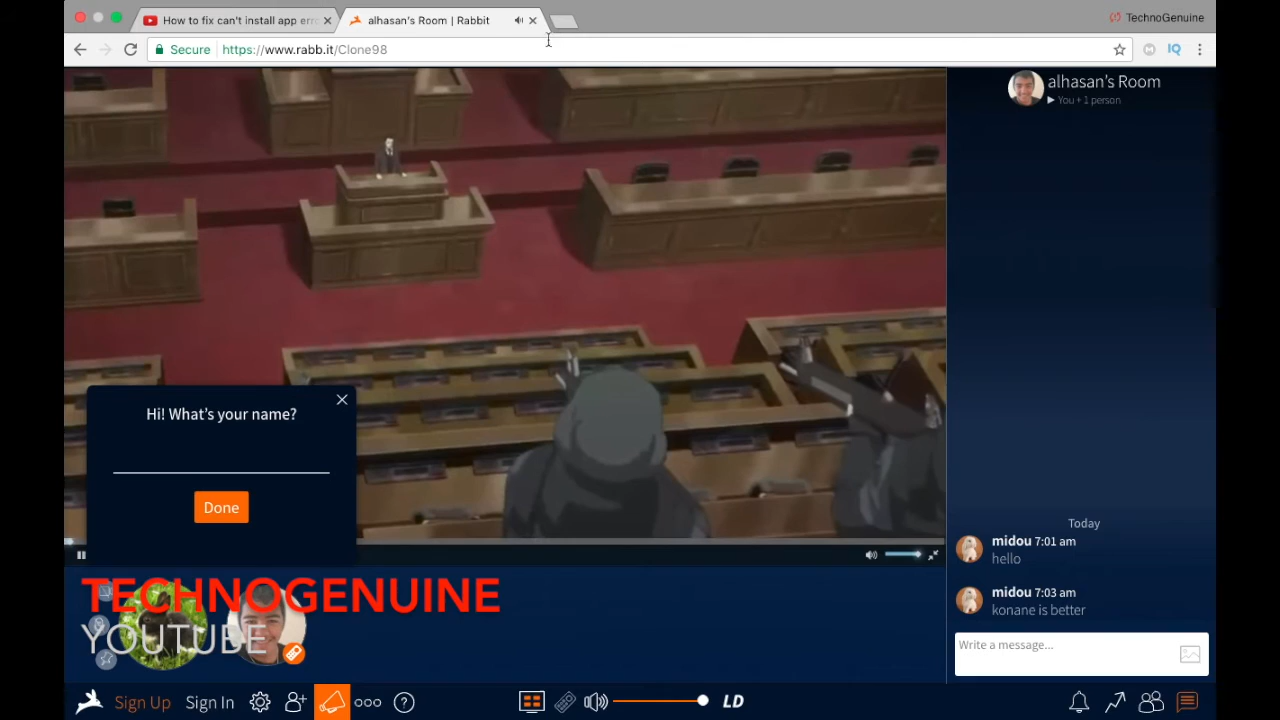 How to fix can't install app erro
alhasan's Room | Rabbit
TechnoGenuine
Secure
https://www.rabb.it/Clone98
IQ
alhasan's Room
You + 1 person
Hi! What's your name?
Done
Today
midou 7:01 am
hello
midou 7:03 am
konane is better
TECHNOGENUINE
YOUTUBE
Write a message...
Sign Up
Sign In
LD